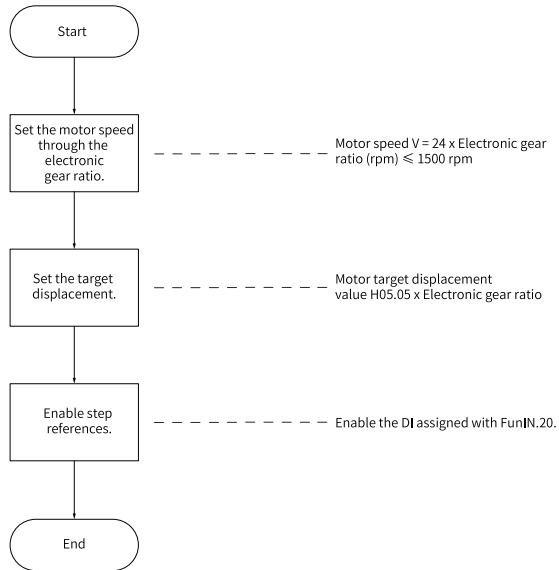 Start
Set the motor speed
through the
electronic
gear ratio.
Motor speed V = 24 x Electronic gear
ratio (rpm) ≤ 1500 rpm
Set the target
displacement.
Motor target displacement
value H05.05 x Electronic gear ratio
Enable step
references.
Enable the DI assigned with FunIN.20.
End